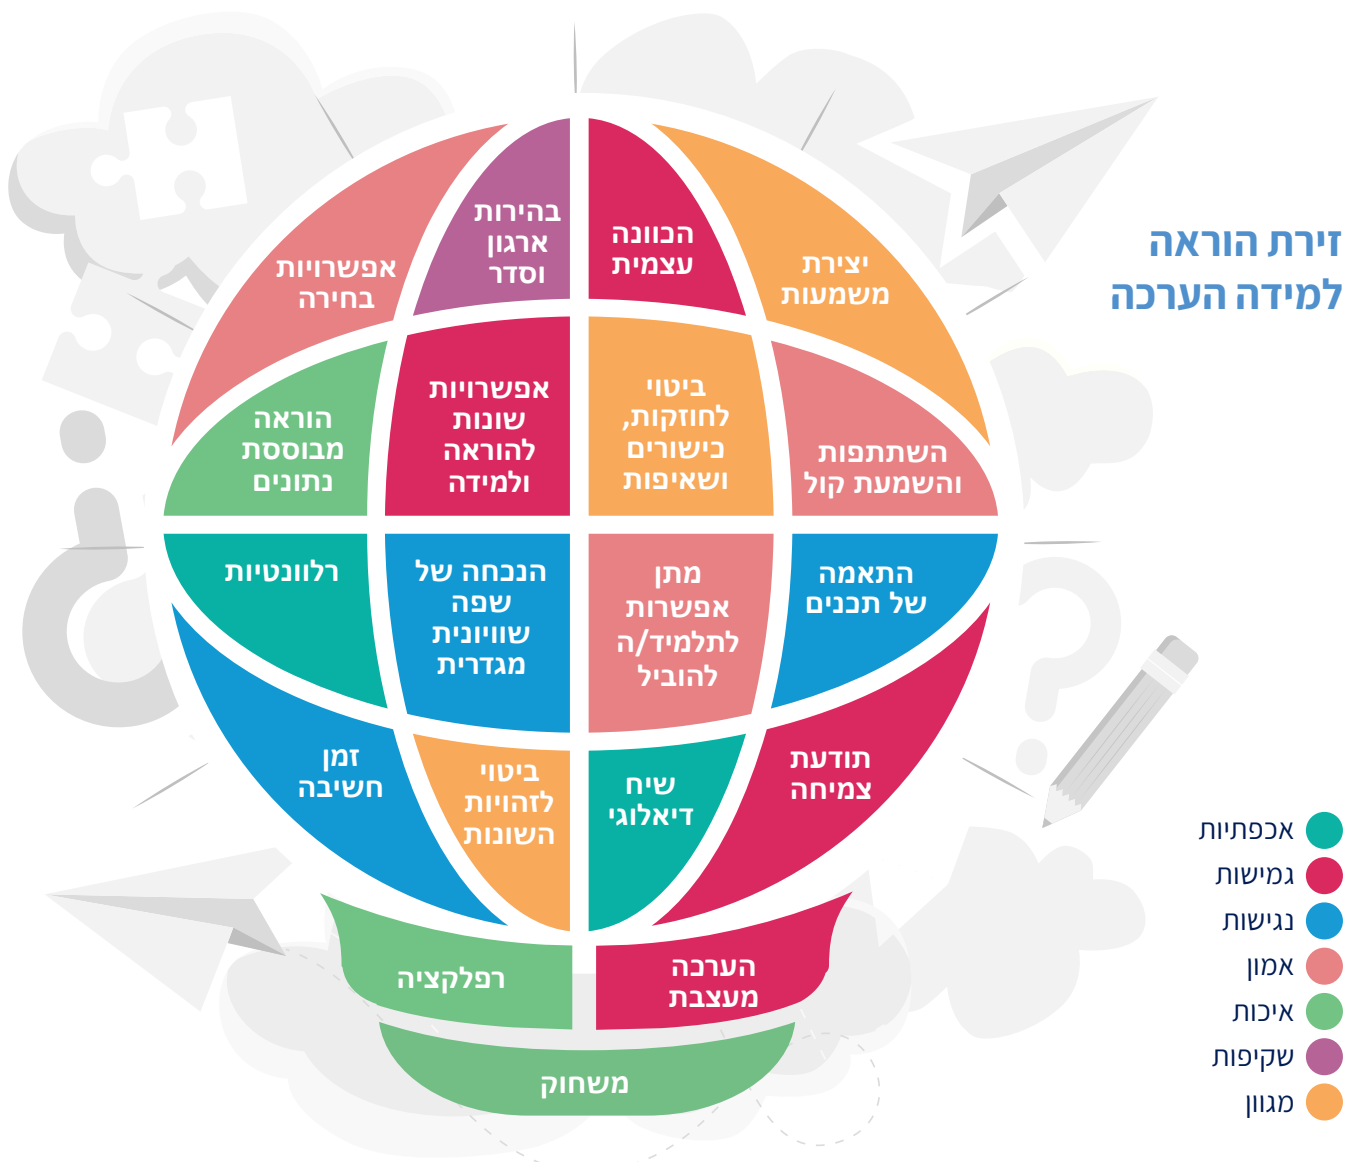 זירת הוראה
למידה הערכה
יצירת
משמעות
הכוונה
עצמית
בהירות
ארגון
וסדר
אפשרויות
בחירה
השתתפות
והשמעת קול
ביטוי
לחוזקות,
כישורים
ושאיפות
אפשרויות
שונות
להוראה
ולמידה
הוראה
מבוססת
נתונים
התאמה
של תכנים
מתן
אפשרות
לתלמיד/ה
להוביל
הנכחה של
שפה
שוויונית
מגדרית
רלוונטיות
תודעת
צמיחה
שיח
דיאלוגי
ביטוי
לזהויות
השונות
זמן
חשיבה
הערכה
מעצבת
רפלקציה
משחוק
אכפתיות
גמישות
נגישות
אמון
איכות
שקיפות
מגוון